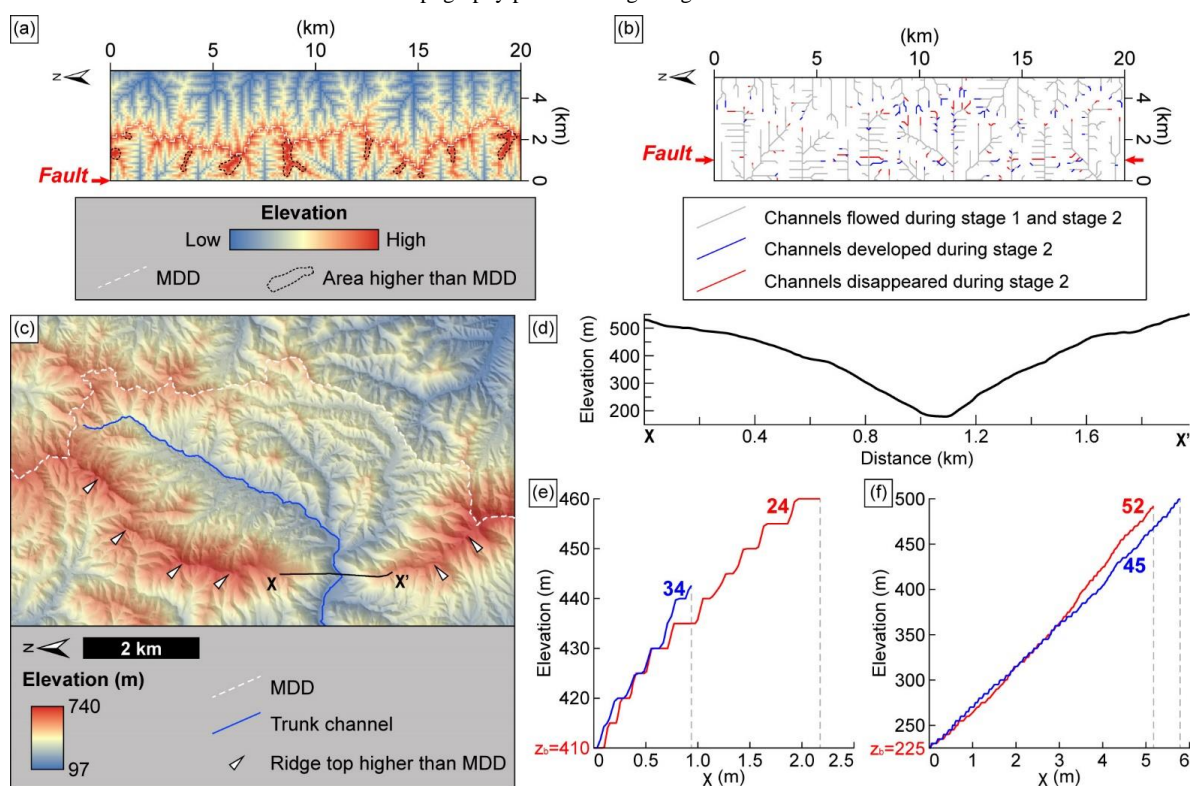 (a)
(km)
0 5 10 15 20
N
4
2
0
(km)
Fault
Elevation
Low High
MDD
Area higher than MDD
(b)
(km)
0 5 10 15 20
N
4
2
0
(km)
Fault
Channels flowed during stage 1 and stage 2
Channels developed during stage 2
Channels disappeared during stage 2
(c)
X X'
N
2 km
Elevation (m)
740
97
MDD
Trunk channel
Ridge top higher than MDD
(d)
Elevation (m)
500
400
300
200
X 0.4 0.8 1.2 1.6 X'
Distance (km)
(e)
Elevation (m)
460
450
440
430
420
z_b=410
34
24
0 0.5 1.0 1.5 2.0 2.5
χ (m)
(f)
Elevation (m)
500
450
400
350
300
250
z_b=225
52
45
0 1 2 3 4 5 6
χ (m)